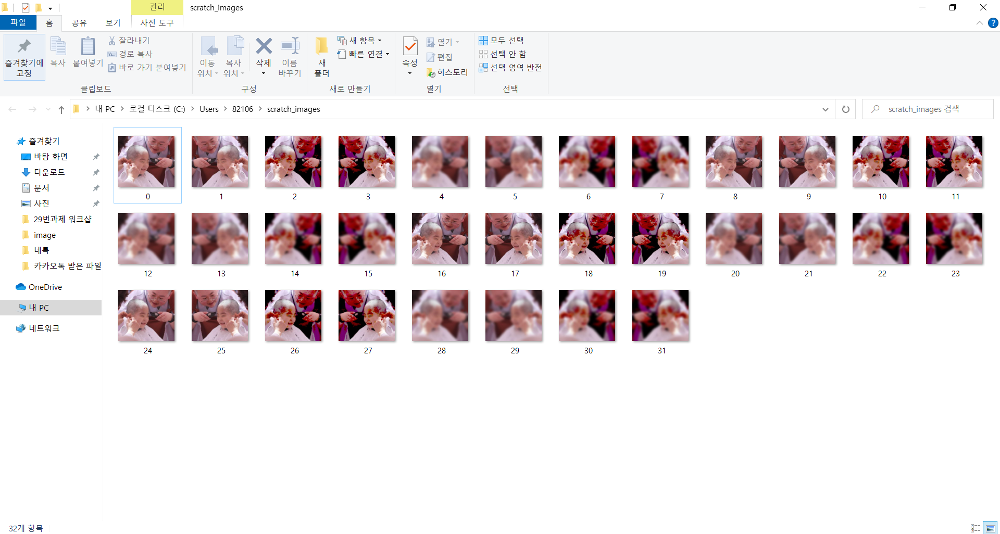 관리
scratch_images
파일
홈
공유
보기
사진 도구
즐겨찾기에
고정
복사
붙여넣기
잘라내기
경로 복사
바로 가기 붙여넣기
클립보드
이동
위치
복사
위치
삭제
이름
바꾸기
구성
새
폴더
새 항목
빠른 연결
새로 만들기
속성
열기
편집
히스토리
열기
모두 선택
선택 안 함
선택 영역 반전
선택
내 PC
로컬 디스크 (C:)
Users
82106
scratch_images
scratch_images 검색
즐겨찾기
바탕 화면
다운로드
문서
사진
29번과제 워크샵
image
네특
카카오톡 받은 파일
OneDrive
내 PC
네트워크
0 1 2 3 4 5 6 7 8 9 10 11
12 13 14 15 16 17 18 19 20 21 22 23
24 25 26 27 28 29 30 31
32개 항목